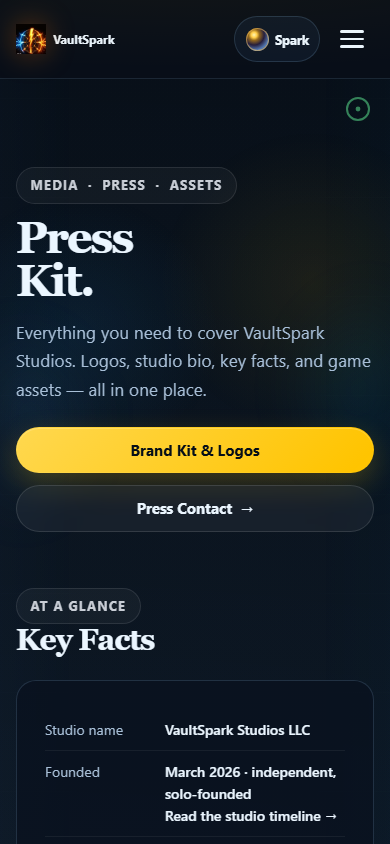 VaultSpark
Spark
MEDIA · PRESS · ASSETS
Press
Kit.
Everything you need to cover VaultSpark
Studios. Logos, studio bio, key facts, and game
assets — all in one place.
Brand Kit & Logos
Press Contact →
AT A GLANCE
Key Facts
Studio name VaultSpark Studios LLC
Founded March 2026 · independent,
solo-founded
Read the studio timeline →